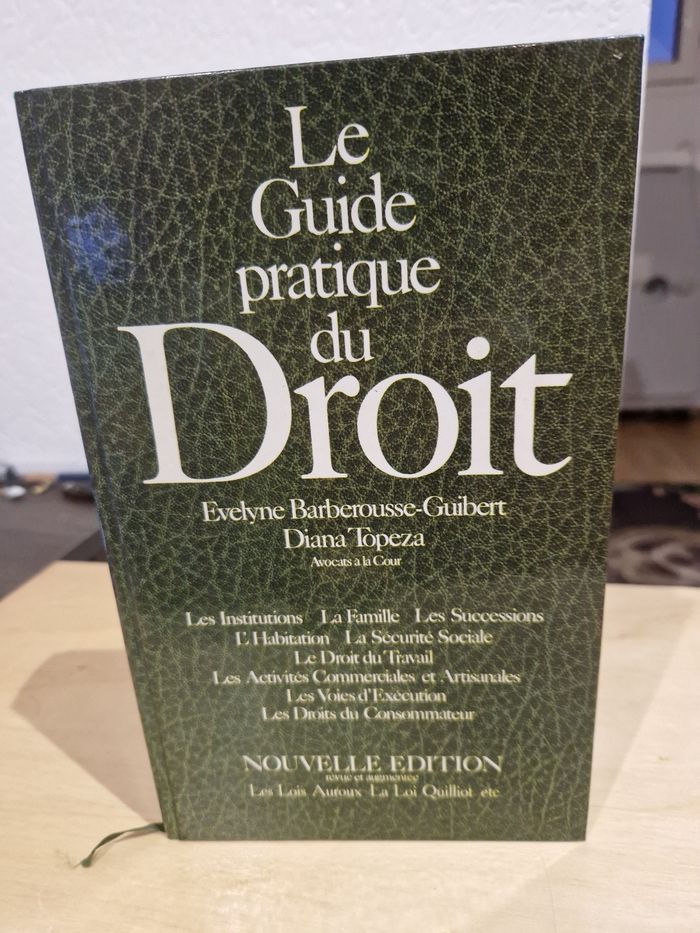 Le
Guide
pratique
du
Droit
Evelyne Barberousse-Guibert
Diana Topeza
Avocats à la Cour
Les Institutions La Famille Les Successions
L'Habitation La Sécurité Sociale
Le Droit du Travail
Les Activités Commerciales et Artisanales
Les Voies d'Exécution
Les Droits du Consommateur
NOUVELLE EDITION
revue et augmentée
Les Lois Auroux La Loi Quilliot etc